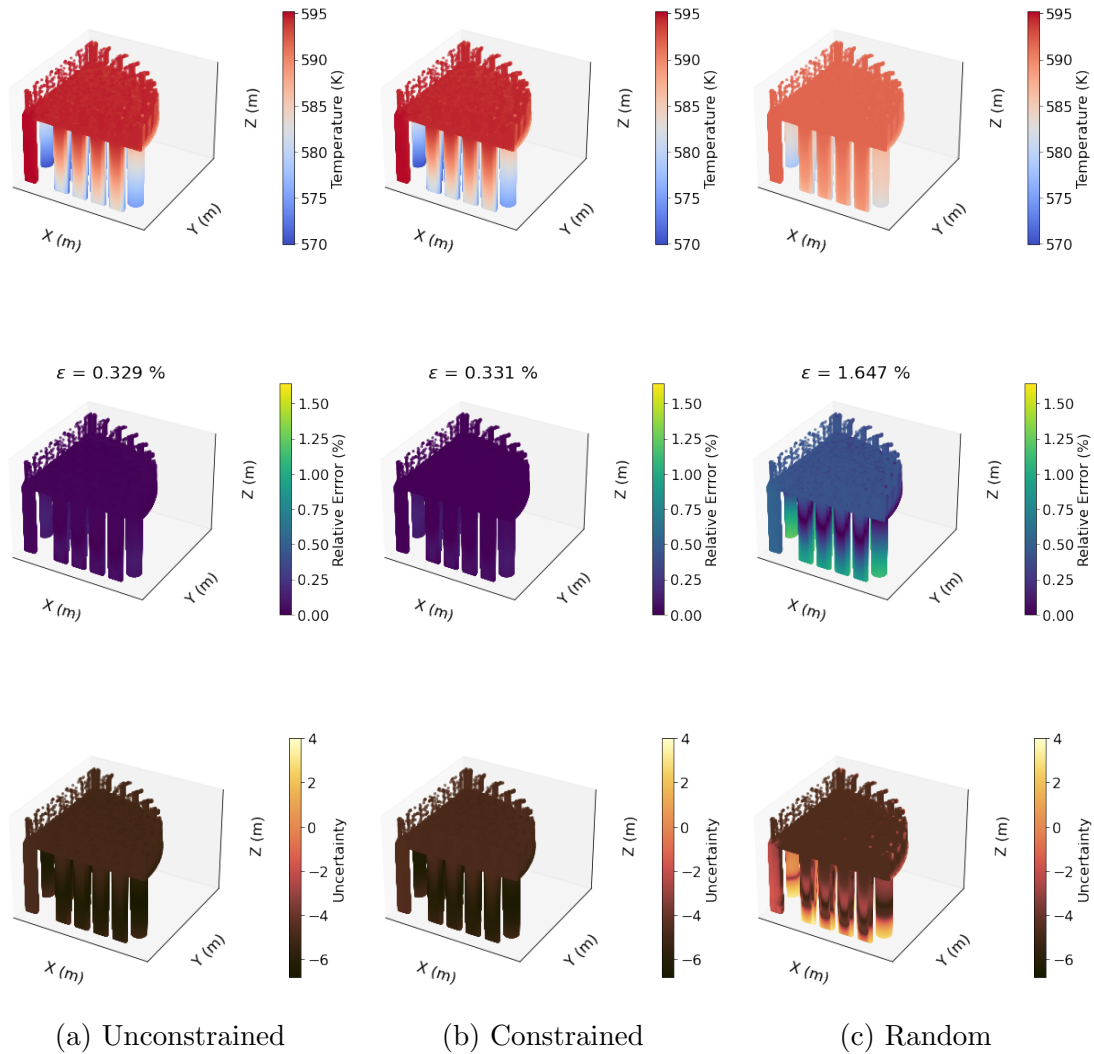 595
590
585
580
575
570
Temperature (K)
Z (m)
Y (m)
X (m)
595
590
585
580
575
570
Temperature (K)
Z (m)
Y (m)
X (m)
595
590
585
580
575
570
Temperature (K)
Z (m)
Y (m)
X (m)
ε = 0.329 %
1.50
1.25
1.00
0.75
0.50
0.25
0.00
Relative Errror (%)
Z (m)
Y (m)
X (m)
ε = 0.331 %
1.50
1.25
1.00
0.75
0.50
0.25
0.00
Relative Errror (%)
Z (m)
Y (m)
X (m)
ε = 1.647 %
1.50
1.25
1.00
0.75
0.50
0.25
0.00
Relative Errror (%)
Z (m)
Y (m)
X (m)
4
2
0
−2
−4
−6
Uncertainty
Z (m)
Y (m)
X (m)
4
2
0
−2
−4
−6
Uncertainty
Z (m)
Y (m)
X (m)
4
2
0
−2
−4
−6
Uncertainty
Z (m)
Y (m)
X (m)
(a) Unconstrained
(b) Constrained
(c) Random